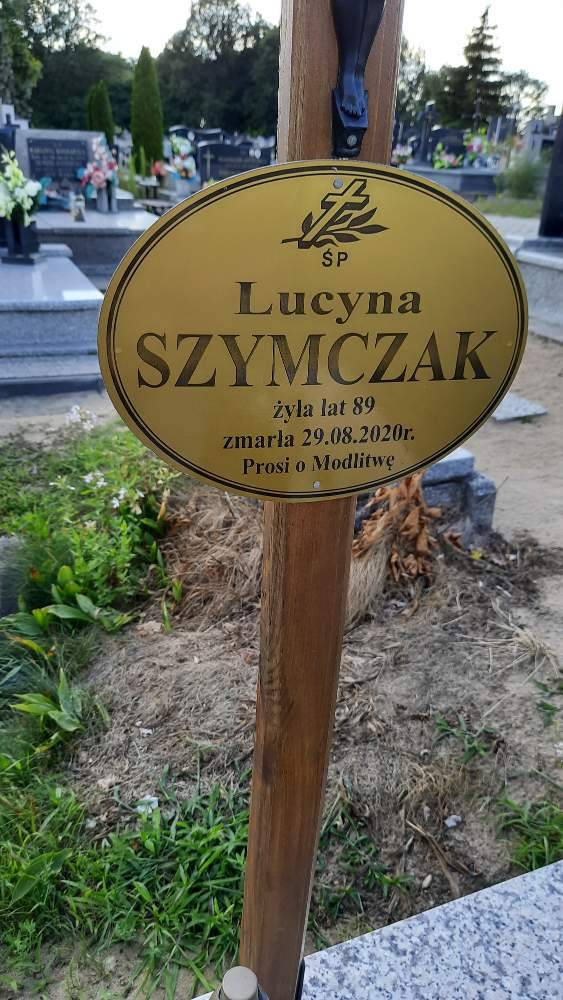 ŚP
Lucyna
SZYMCZAK
żyła lat 89
zmarła 29.08.2020r.
Prosi o Modlitwę